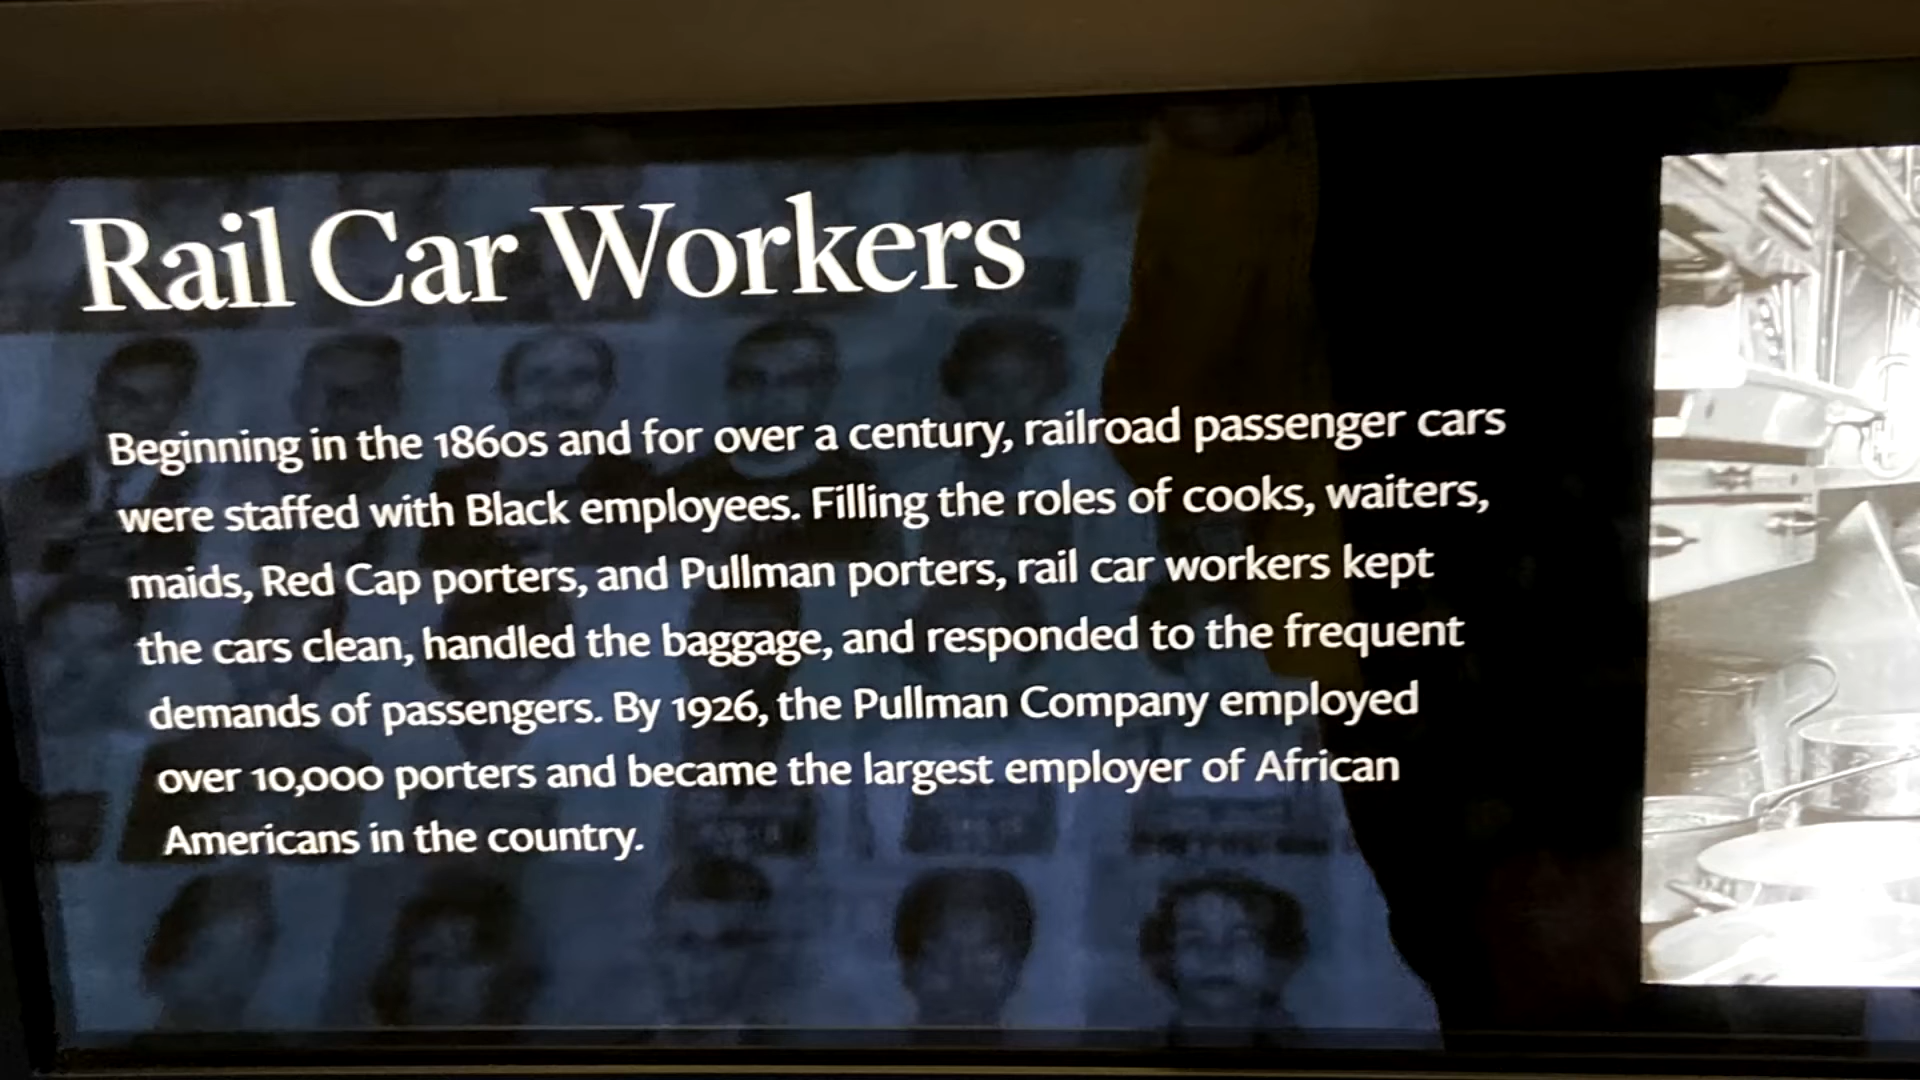 Rail Car Workers
Beginning in the 1860s and for over a century, railroad passenger cars
were staffed with Black employees. Filling the roles of cooks, waiters,
maids, Red Cap porters, and Pullman porters, rail car workers kept
the cars clean, handled the baggage, and responded to the frequent
demands of passengers. By 1926, the Pullman Company employed
over 10,000 porters and became the largest employer of African
Americans in the country.